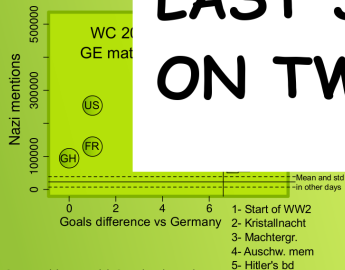 LAST
ON TW
WC 20
GE mat
Nazi mentions
500000
300000
100000
0
US
FR
GH
Mean and std
in other days
0 2 4 6
Goals difference vs Germany
1- Start of WW2
2- Kristallnacht
3- Machtergr.
4- Auschw. mem
5- Hitler's bd